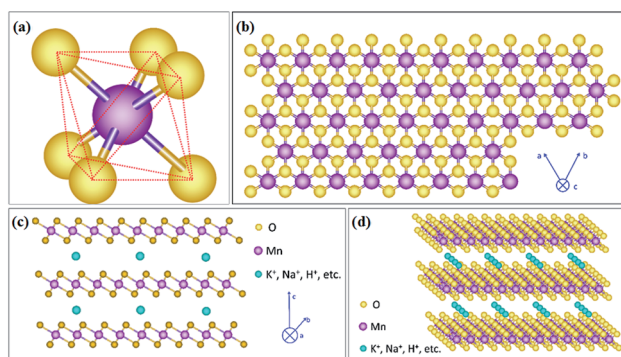 (a)
(b)
a
b
c
(c)
O
Mn
K⁺, Na⁺, H⁺, etc.
c
b
a
(d)
O
Mn
K⁺, Na⁺, H⁺, etc.